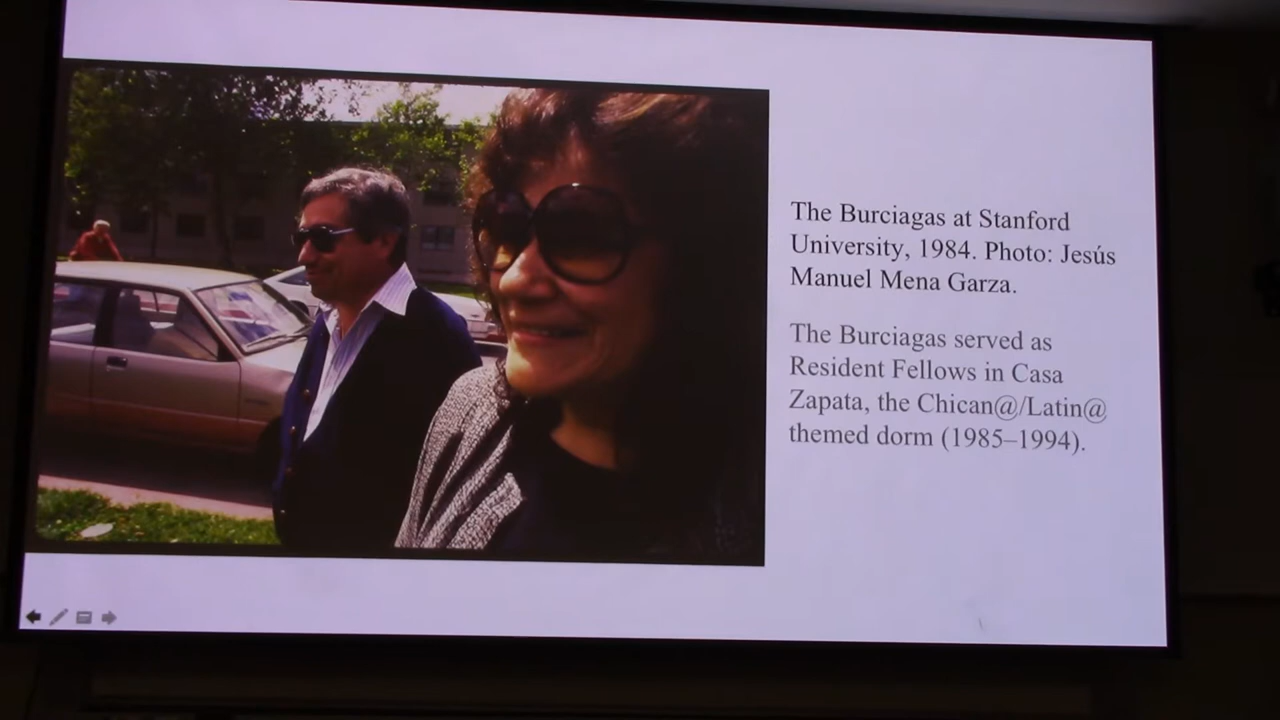 The Burciagas at Stanford
University, 1984. Photo: Jesús
Manuel Mena Garza.
The Burciagas served as
Resident Fellows in Casa
Zapata, the Chican@/Latin@
themed dorm (1985–1994).